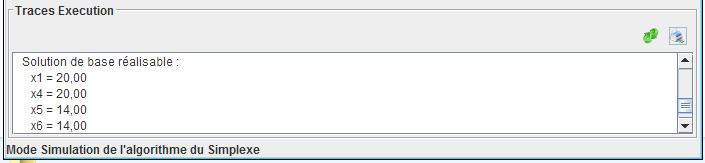 Traces Execution
Solution de base réalisable :
x1 = 20,00
x4 = 20,00
x5 = 14,00
x6 = 14,00
Mode Simulation de l'algorithme du Simplexe